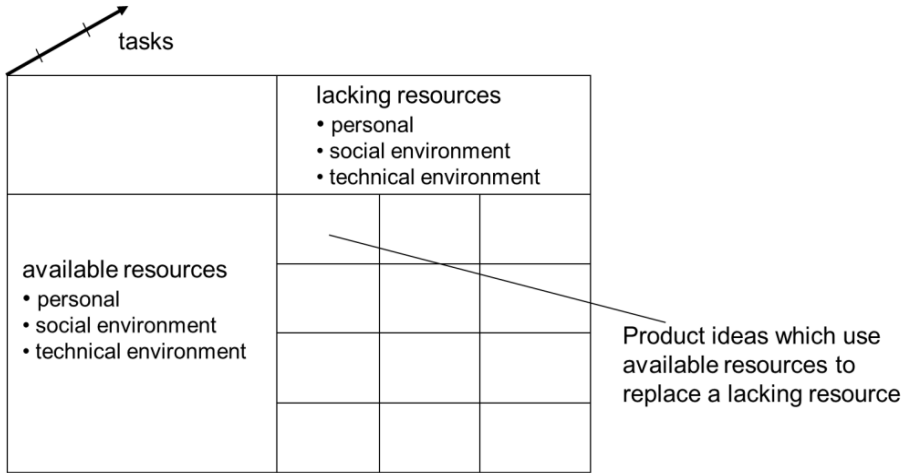 tasks
lacking resources
• personal
• social environment
• technical environment
available resources
• personal
• social environment
• technical environment
Product ideas which use
available resources to
replace a lacking resource